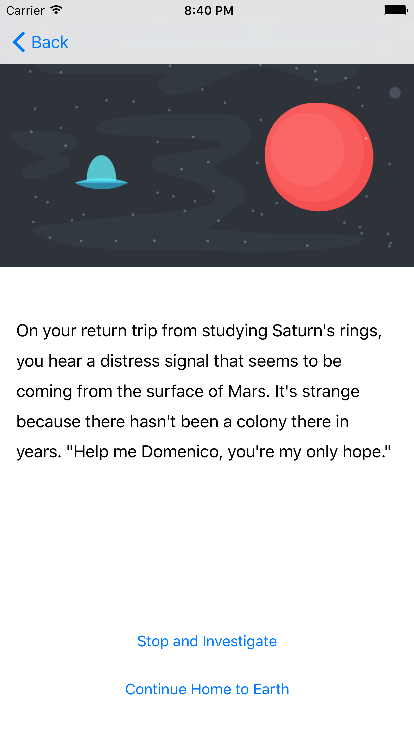 Carrier 8:40 PM
Back
On your return trip from studying Saturn's rings,
you hear a distress signal that seems to be
coming from the surface of Mars. It's strange
because there hasn't been a colony there in
years. "Help me Domenico, you're my only hope."
Stop and Investigate
Continue Home to Earth